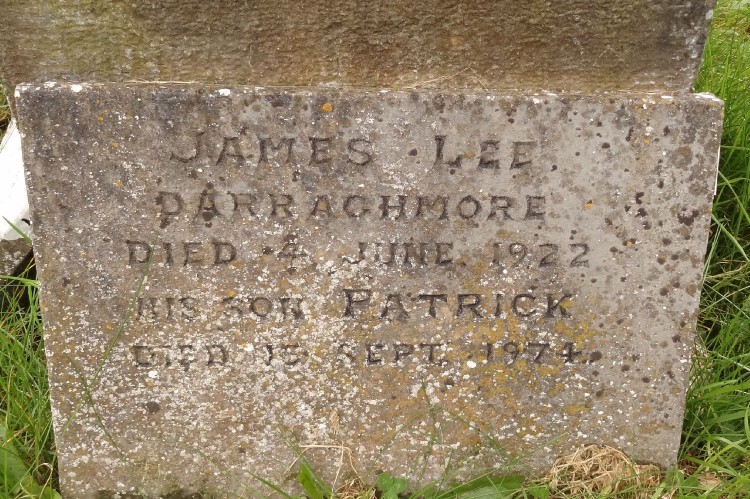 JAMES LEE
DARRAGHMORE
DIED 4 JUNE 1922
HIS SON PATRICK
DIED 15 SEPT. 1974